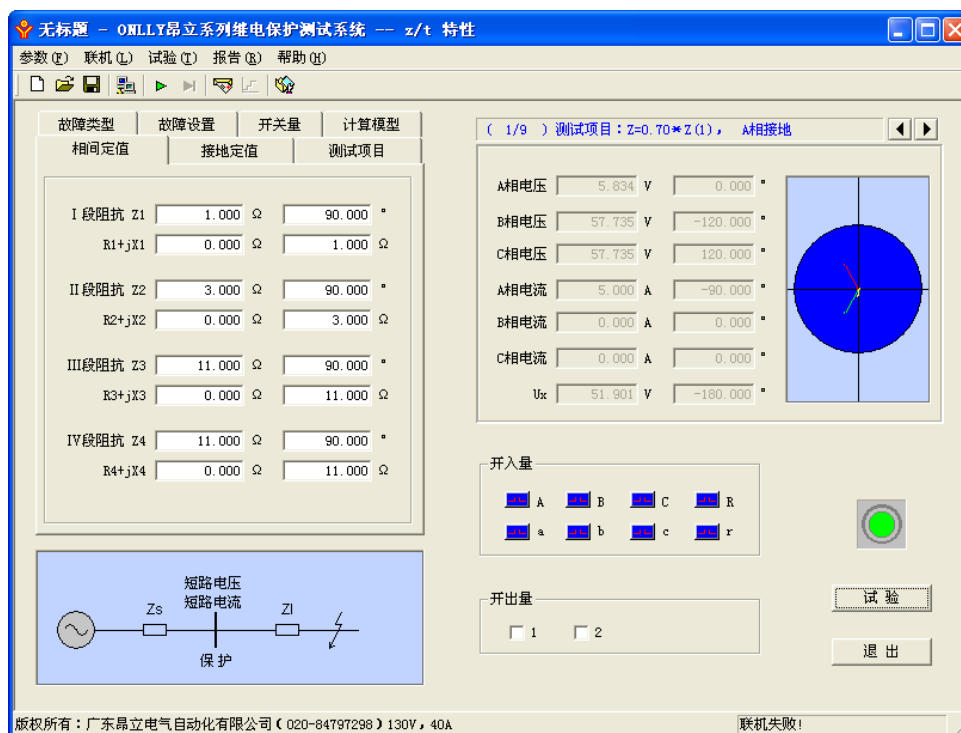 无标题 - ONLLY昂立系列继电保护测试系统 -- z/t 特性
参数(F) 联机(L) 试验(T) 报告(R) 帮助(H)
故障类型 故障设置 开关量 计算模型
相间定值 接地定值 测试项目
I 段阻抗 Z1 1.000 Ω 90.000 °
R1+jX1 0.000 Ω 1.000 Ω
II 段阻抗 Z2 3.000 Ω 90.000 °
R2+jX2 0.000 Ω 3.000 Ω
III段阻抗 Z3 11.000 Ω 90.000 °
R3+jX3 0.000 Ω 11.000 Ω
IV段阻抗 Z4 11.000 Ω 90.000 °
R4+jX4 0.000 Ω 11.000 Ω
短路电压
短路电流
Zs Zl
保护
( 1/9 ) 测试项目:Z=0.70*Z(1), A相接地
A相电压 5.834 V 0.000 °
B相电压 57.735 V -120.000 °
C相电压 57.735 V 120.000 °
A相电流 5.000 A -90.000 °
B相电流 0.000 A 0.000 °
C相电流 0.000 A 0.000 °
Ux 51.901 V -180.000 °
开入量
A B C R
a b c r
开出量
1 2
试 验
退 出
版权所有:广东昂立电气自动化有限公司(020-84797298)130V,40A
联机失败!